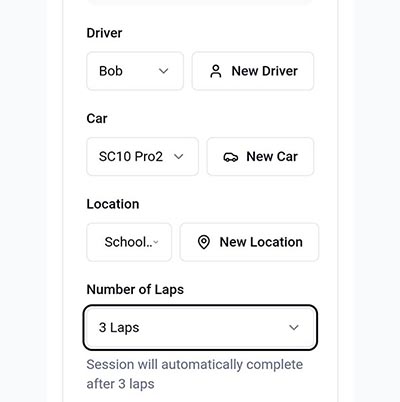 Driver
Bob New Driver
Car
SC10 Pro2 New Car
Location
School.. New Location
Number of Laps
3 Laps
Session will automatically complete
after 3 laps